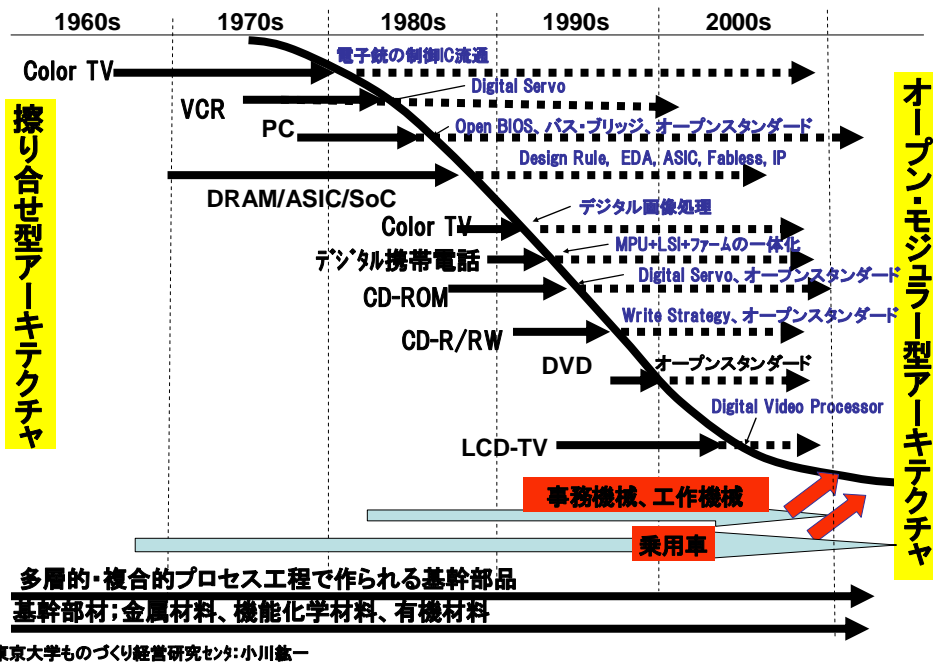 1960s 1970s 1980s 1990s 2000s
電子銃の制御IC流通
Color TV
Digital Servo
VCR
PC
Open BIOS、バス・ブリッジ、オープンスタンダード
Design Rule, EDA, ASIC, Fabless, IP
DRAM/ASIC/SoC
デジタル画像処理
Color TV
MPU+LSI+ファームの一体化
デジタル携帯電話
Digital Servo、オープンスタンダード
CD-ROM
Write Strategy、オープンスタンダード
CD-R/RW
DVD
オープンスタンダード
Digital Video Processor
LCD-TV
擦り合せ型アーキテクチャ
オープン・モジュラー型アーキテクチャ
事務機械、工作機械
乗用車
多層的・複合的プロセス工程で作られる基幹部品
基幹部材；金属材料、機能化学材料、有機材料
東京大学ものづくり経営研究センタ：小川紘一